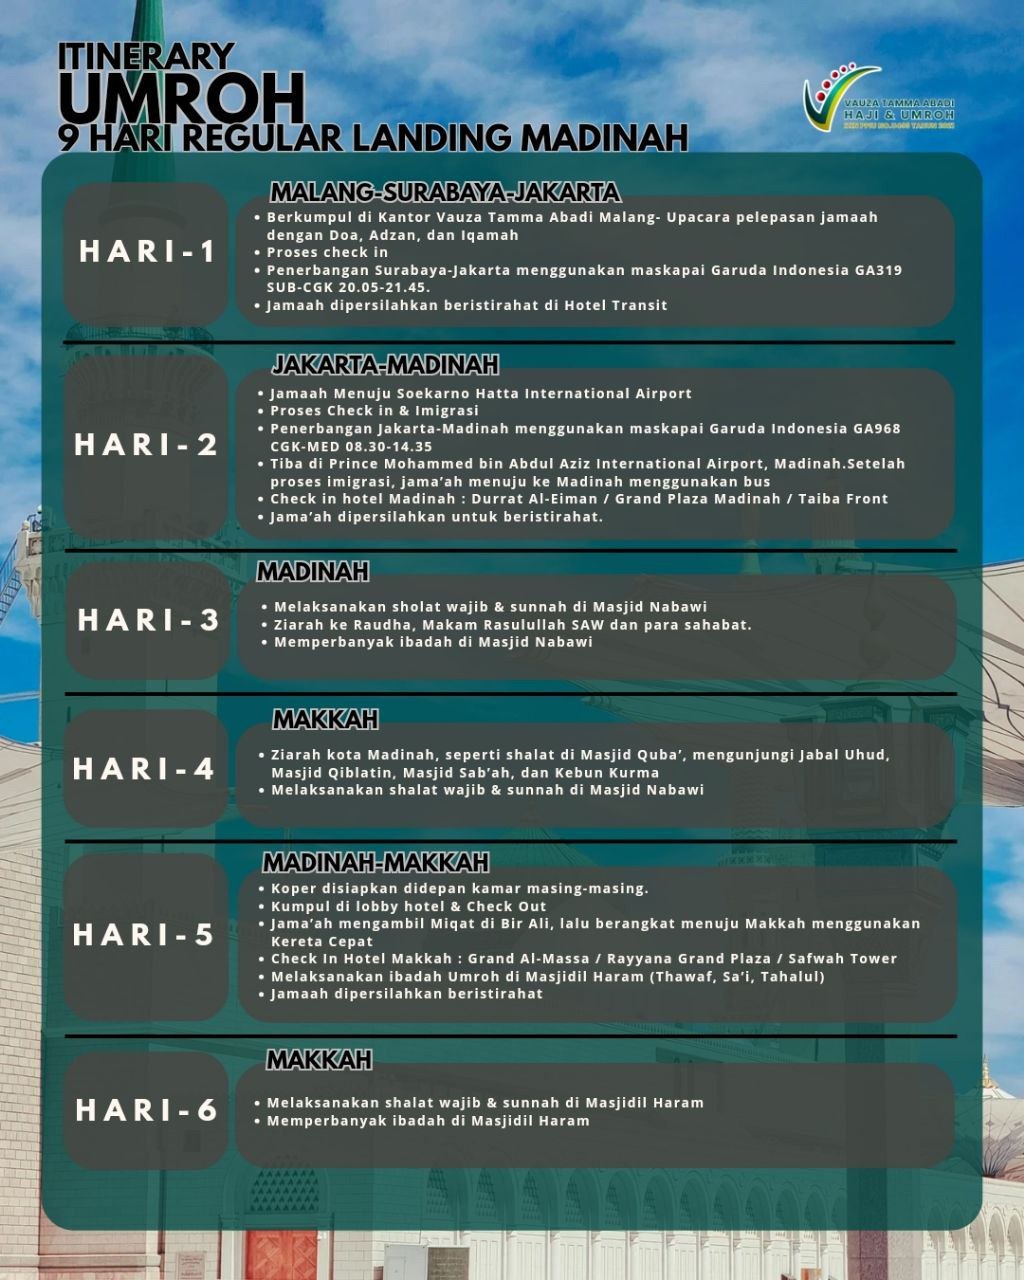 ITINERARY
UMROH
9 HARI REGULAR LANDING MADINAH
VAUZA TAMMA ABADI
HAJI & UMROH
HARI-1
MALANG-SURABAYA-JAKARTA
• Berkumpul di Kantor Vauza Tamma Abadi Malang- Upacara pelepasan jamaah
dengan Doa, Adzan, dan Iqamah
• Proses check in
• Penerbangan Surabaya-Jakarta menggunakan maskapai Garuda Indonesia GA319
SUB-CGK 20.05-21.45.
• Jamaah dipersilahkan beristirahat di Hotel Transit
HARI-2
JAKARTA-MADINAH
• Jamaah Menuju Soekarno Hatta International Airport
• Proses Check in & Imigrasi
• Penerbangan Jakarta-Madinah menggunakan maskapai Garuda Indonesia GA968
CGK-MED 08.30-14.35
• Tiba di Prince Mohammed bin Abdul Aziz International Airport, Madinah.Setelah
proses imigrasi, jama’ah menuju ke Madinah menggunakan bus
• Check in hotel Madinah : Durrat Al-Eiman / Grand Plaza Madinah / Taiba Front
• Jama’ah dipersilahkan untuk beristirahat.
HARI-3
MADINAH
• Melaksanakan sholat wajib & sunnah di Masjid Nabawi
• Ziarah ke Raudha, Makam Rasulullah SAW dan para sahabat.
• Memperbanyak ibadah di Masjid Nabawi
HARI-4
MAKKAH
• Ziarah kota Madinah, seperti shalat di Masjid Quba’, mengunjungi Jabal Uhud,
Masjid Qiblatin, Masjid Sab’ah, dan Kebun Kurma
• Melaksanakan shalat wajib & sunnah di Masjid Nabawi
HARI-5
MADINAH-MAKKAH
• Koper disiapkan didepan kamar masing-masing.
• Kumpul di lobby hotel & Check Out
• Jama’ah mengambil Miqat di Bir Ali, lalu berangkat menuju Makkah menggunakan
Kereta Cepat
• Check In Hotel Makkah : Grand Al-Massa / Rayyana Grand Plaza / Safwah Tower
• Melaksanakan ibadah Umroh di Masjidil Haram (Thawaf, Sa’i, Tahalul)
• Jamaah dipersilahkan beristirahat
HARI-6
MAKKAH
• Melaksanakan shalat wajib & sunnah di Masjidil Haram
• Memperbanyak ibadah di Masjidil Haram